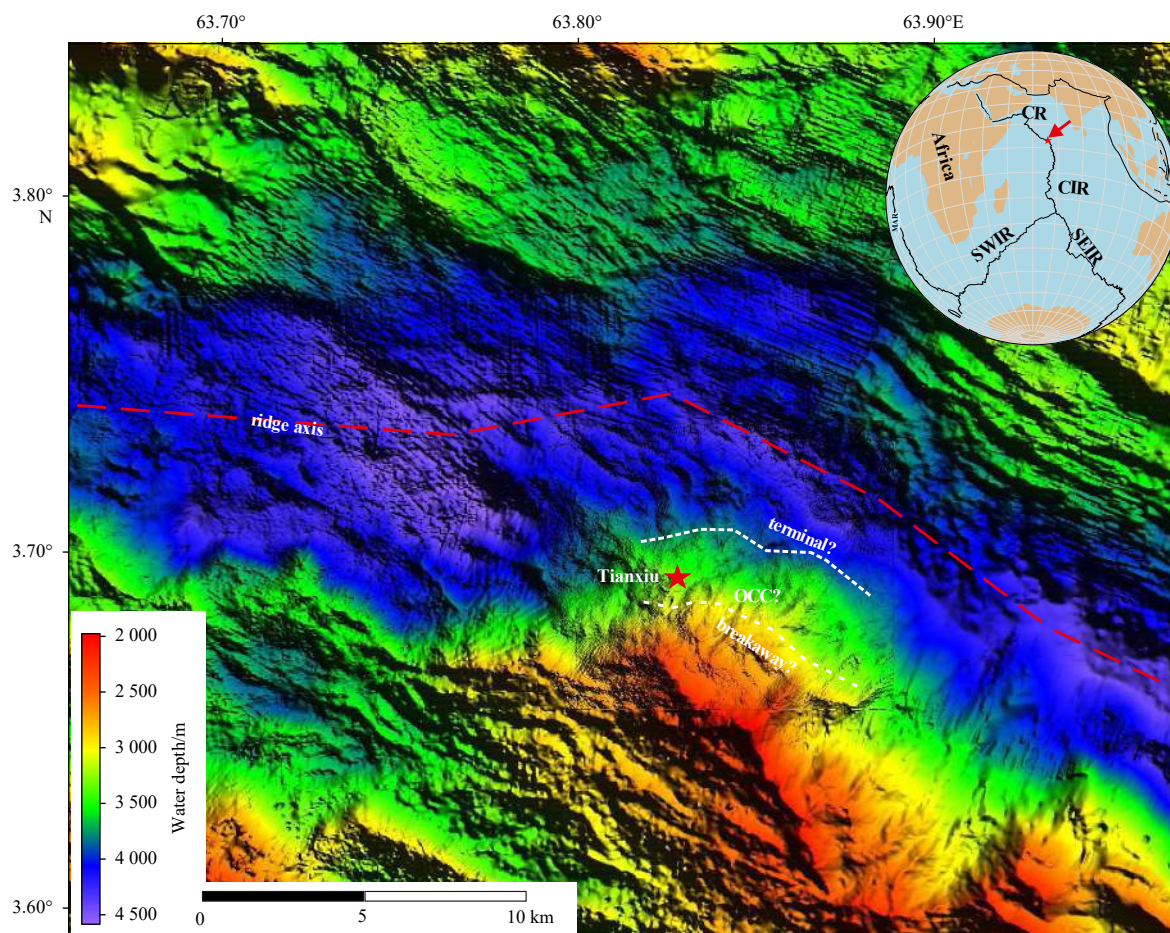 63.70°
63.80°
63.90°E
3.80°
N
3.70°
3.60°
CR
Africa
CIR
MAR
SWIR
SEIR
ridge axis
terminal?
Tianxiu
OCC?
breakaway?
2 000
2 500
3 000
3 500
4 000
4 500
Water depth/m
0
5
10 km